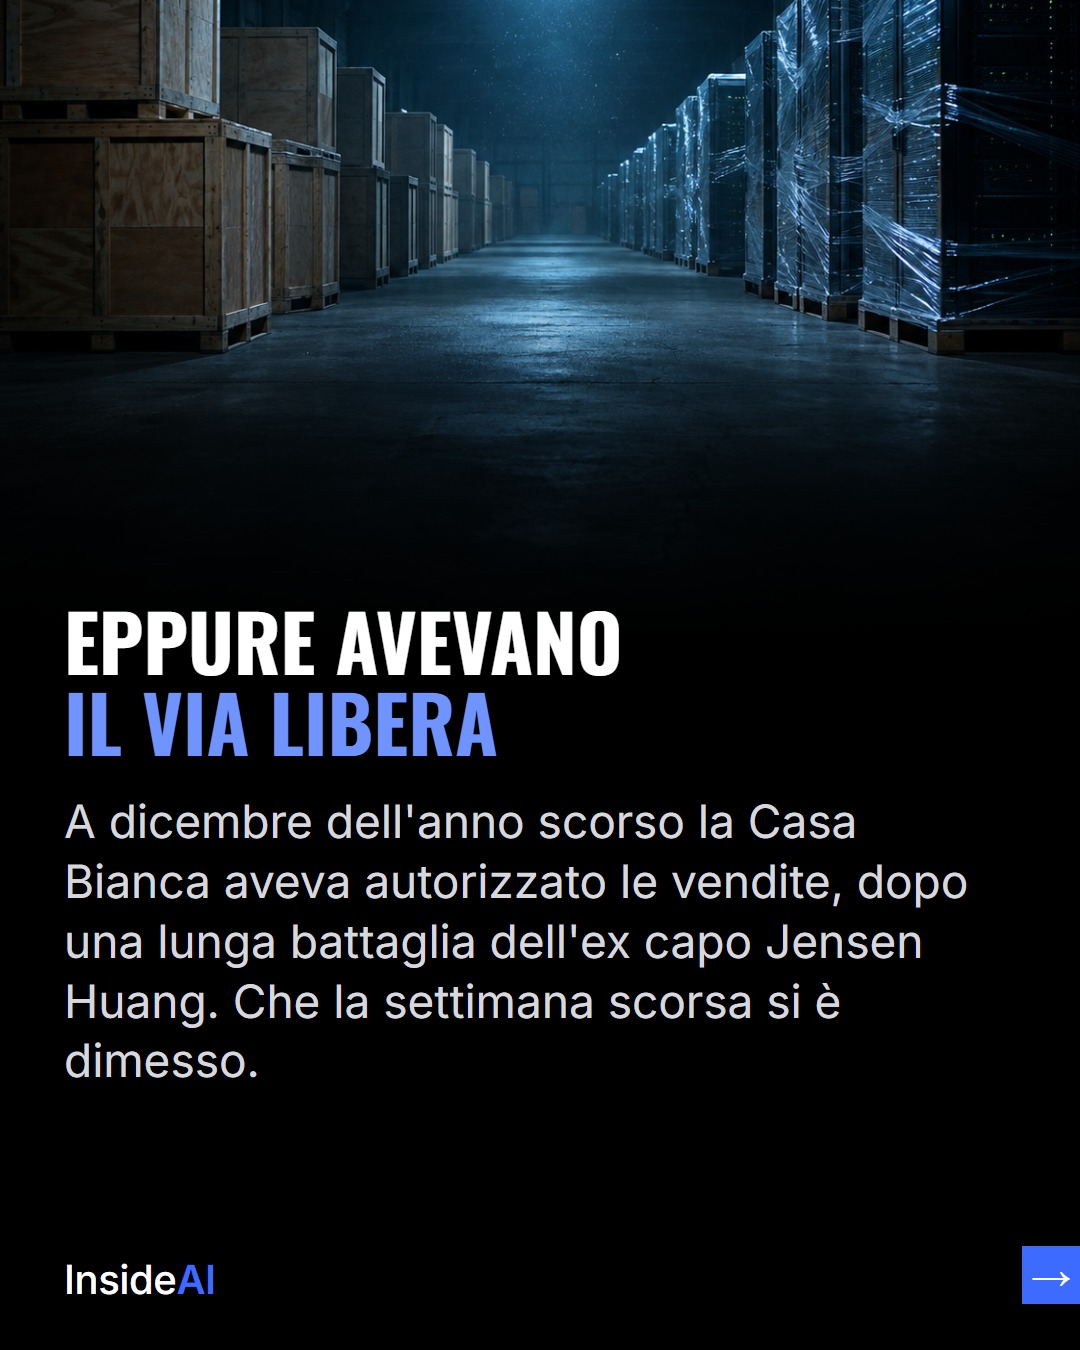 EPPURE AVEVANO
IL VIA LIBERA
A dicembre dell'anno scorso la Casa
Bianca aveva autorizzato le vendite, dopo
una lunga battaglia dell'ex capo Jensen
Huang. Che la settimana scorsa si è
dimesso.
InsideAI
→